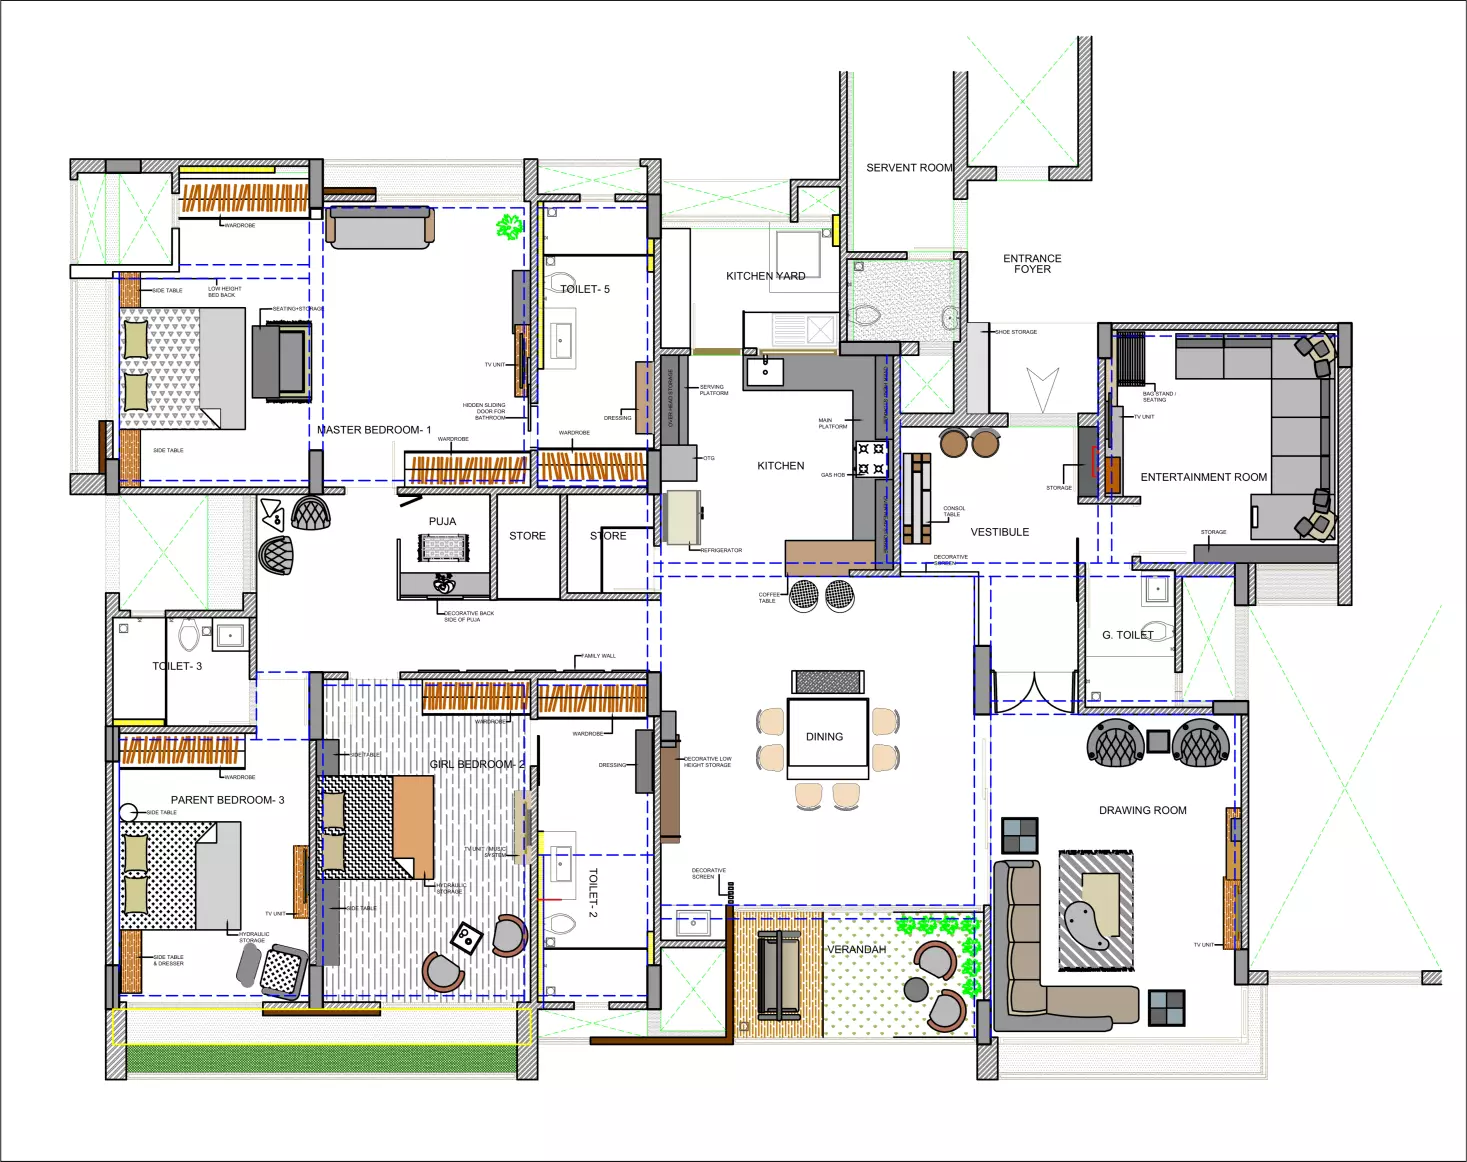 SERVENT ROOM
ENTRANCE
FOYER
WARDROBE
KITCHEN YARD
TOILET- 5
SIDE TABLE
LOW HEIGHT
BED BACK
SEATING+STORAGE
SHOE STORAGE
TV UNIT
SERVING
PLATFORM
OVER HEAD STORAGE
BAG STAND /
SEATING
TV UNIT
HIDDEN SLIDING
DOOR FOR
BATHROOM
DRESSING
MAIN
PLATFORM
MASTER BEDROOM- 1
WARDROBE
WARDROBE
SIDE TABLE
OTG
KITCHEN
GAS HOB
STORAGE
ENTERTAINMENT ROOM
CONSOL
TABLE
PUJA
STORE
STORE
VESTIBULE
STORAGE
REFRIGERATOR
DECORATIVE
SCREEN
COFFEE
TABLE
DECORATIVE BACK
SIDE OF PUJA
G. TOILET
TOILET- 3
FAMILY WALL
WARDROBE
WARDROBE
DINING
SIDE TABLE
GIRL BEDROOM- 2
DRESSING
DECORATIVE LOW
HEIGHT STORAGE
WARDROBE
PARENT BEDROOM- 3
SIDE TABLE
DRAWING ROOM
TV UNIT /MUSIC
SYSTEM
TOILET- 2
DECORATIVE
SCREEN
HYDRAULIC
STORAGE
SIDE TABLE
TV UNIT
HYDRAULIC
STORAGE
VERANDAH
TV UNIT
SIDE TABLE
& DRESSER